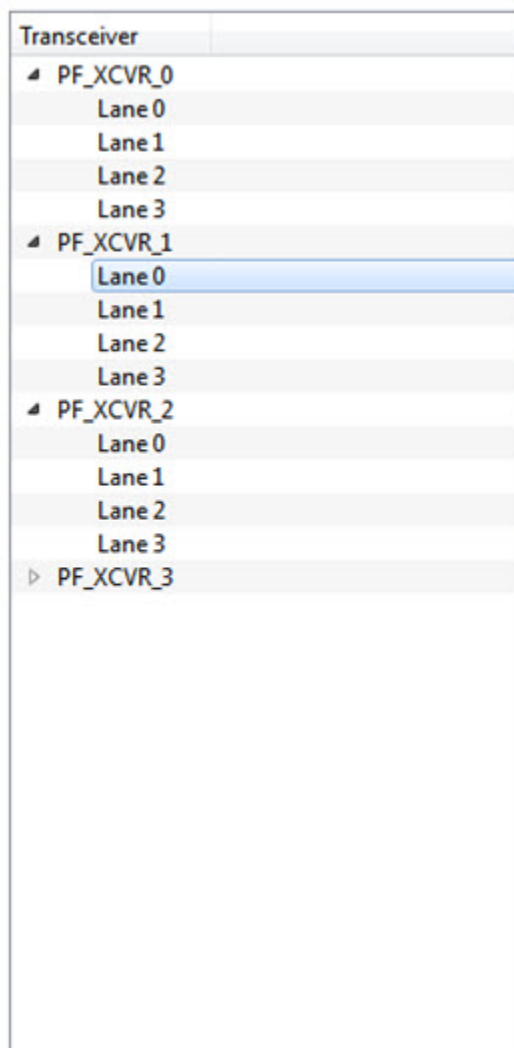 Transceiver
PF_XCVR_0
Lane 0
Lane 1
Lane 2
Lane 3
PF_XCVR_1
Lane 0
Lane 1
Lane 2
Lane 3
PF_XCVR_2
Lane 0
Lane 1
Lane 2
Lane 3
PF_XCVR_3